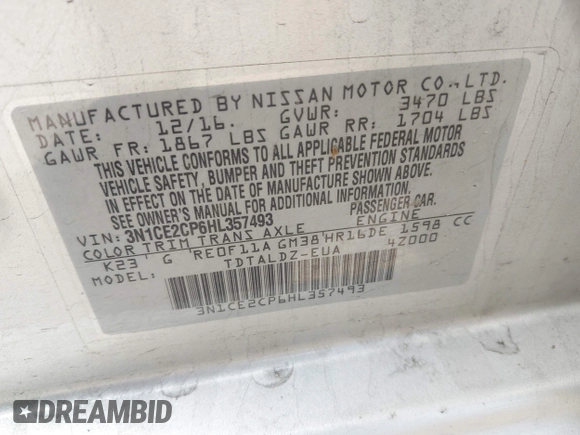 MANUFACTURED BY NISSAN MOTOR CO., LTD.
DATE: 12/16. GVWR: 3470 LBS
GAWR FR: 1867 LBS GAWR RR: 1704 LBS
THIS VEHICLE CONFORMS TO ALL APPLICABLE FEDERAL MOTOR
VEHICLE SAFETY, BUMPER AND THEFT PREVENTION STANDARDS
IN EFFECT ON THE DATE OF MANUFACTURE SHOWN ABOVE.
SEE OWNER'S MANUAL FOR ADDITIONAL INFORMATION.
VIN: 3N1CE2CP6HL357493 PASSENGER CAR.
COLOR TRIM TRANS AXLE ENGINE
K23 G RE0F11A GM38 HR16DE 1598 CC
MODEL: TDTALDZ-EUA 4Z000
3N1CE2CP6HL357493
DREAMBID